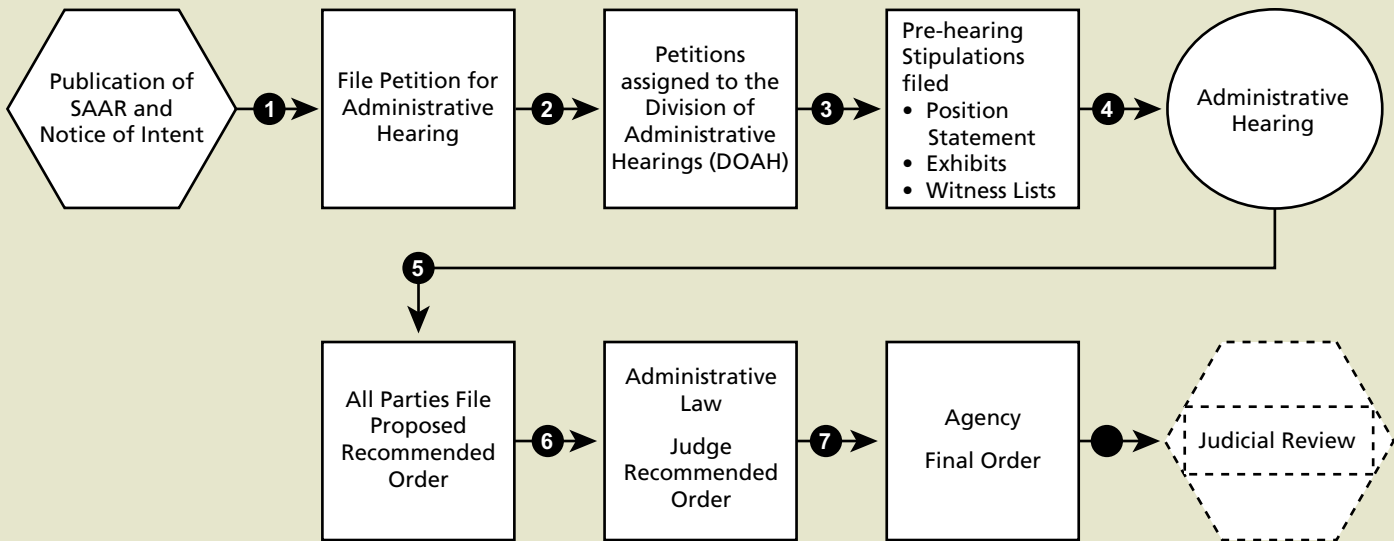 Publication of
SAAR and
Notice of Intent
1
File Petition for
Administrative
Hearing
2
Petitions
assigned to the
Division of
Administrative
Hearings (DOAH)
3
Pre-hearing
Stipulations
filed
• Position
Statement
• Exhibits
• Witness Lists
4
Administrative
Hearing
5
All Parties File
Proposed
Recommended
Order
6
Administrative
Law
Judge
Recommended
Order
7
Agency
Final Order
Judicial Review